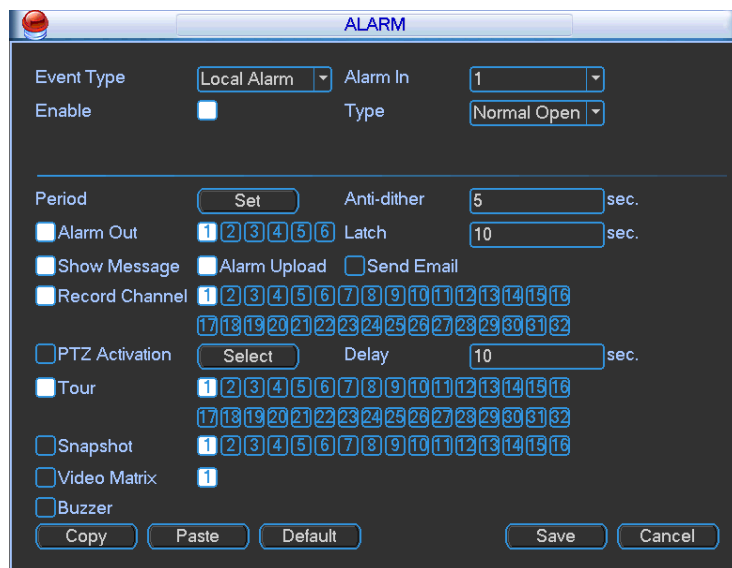 ALARM
Event Type Local Alarm Alarm In 1
Enable Type Normal Open
Period Set Anti-dither 5 sec.
Alarm Out 1 2 3 4 5 6 Latch 10 sec.
Show Message Alarm Upload Send Email
Record Channel 1 2 3 4 5 6 7 8 9 10 11 12 13 14 15 16
17 18 19 20 21 22 23 24 25 26 27 28 29 30 31 32
PTZ Activation Select Delay 10 sec.
Tour 1 2 3 4 5 6 7 8 9 10 11 12 13 14 15 16
17 18 19 20 21 22 23 24 25 26 27 28 29 30 31 32
Snapshot 1 2 3 4 5 6 7 8 9 10 11 12 13 14 15 16
Video Matrix 1
Buzzer
Copy Paste Default Save Cancel